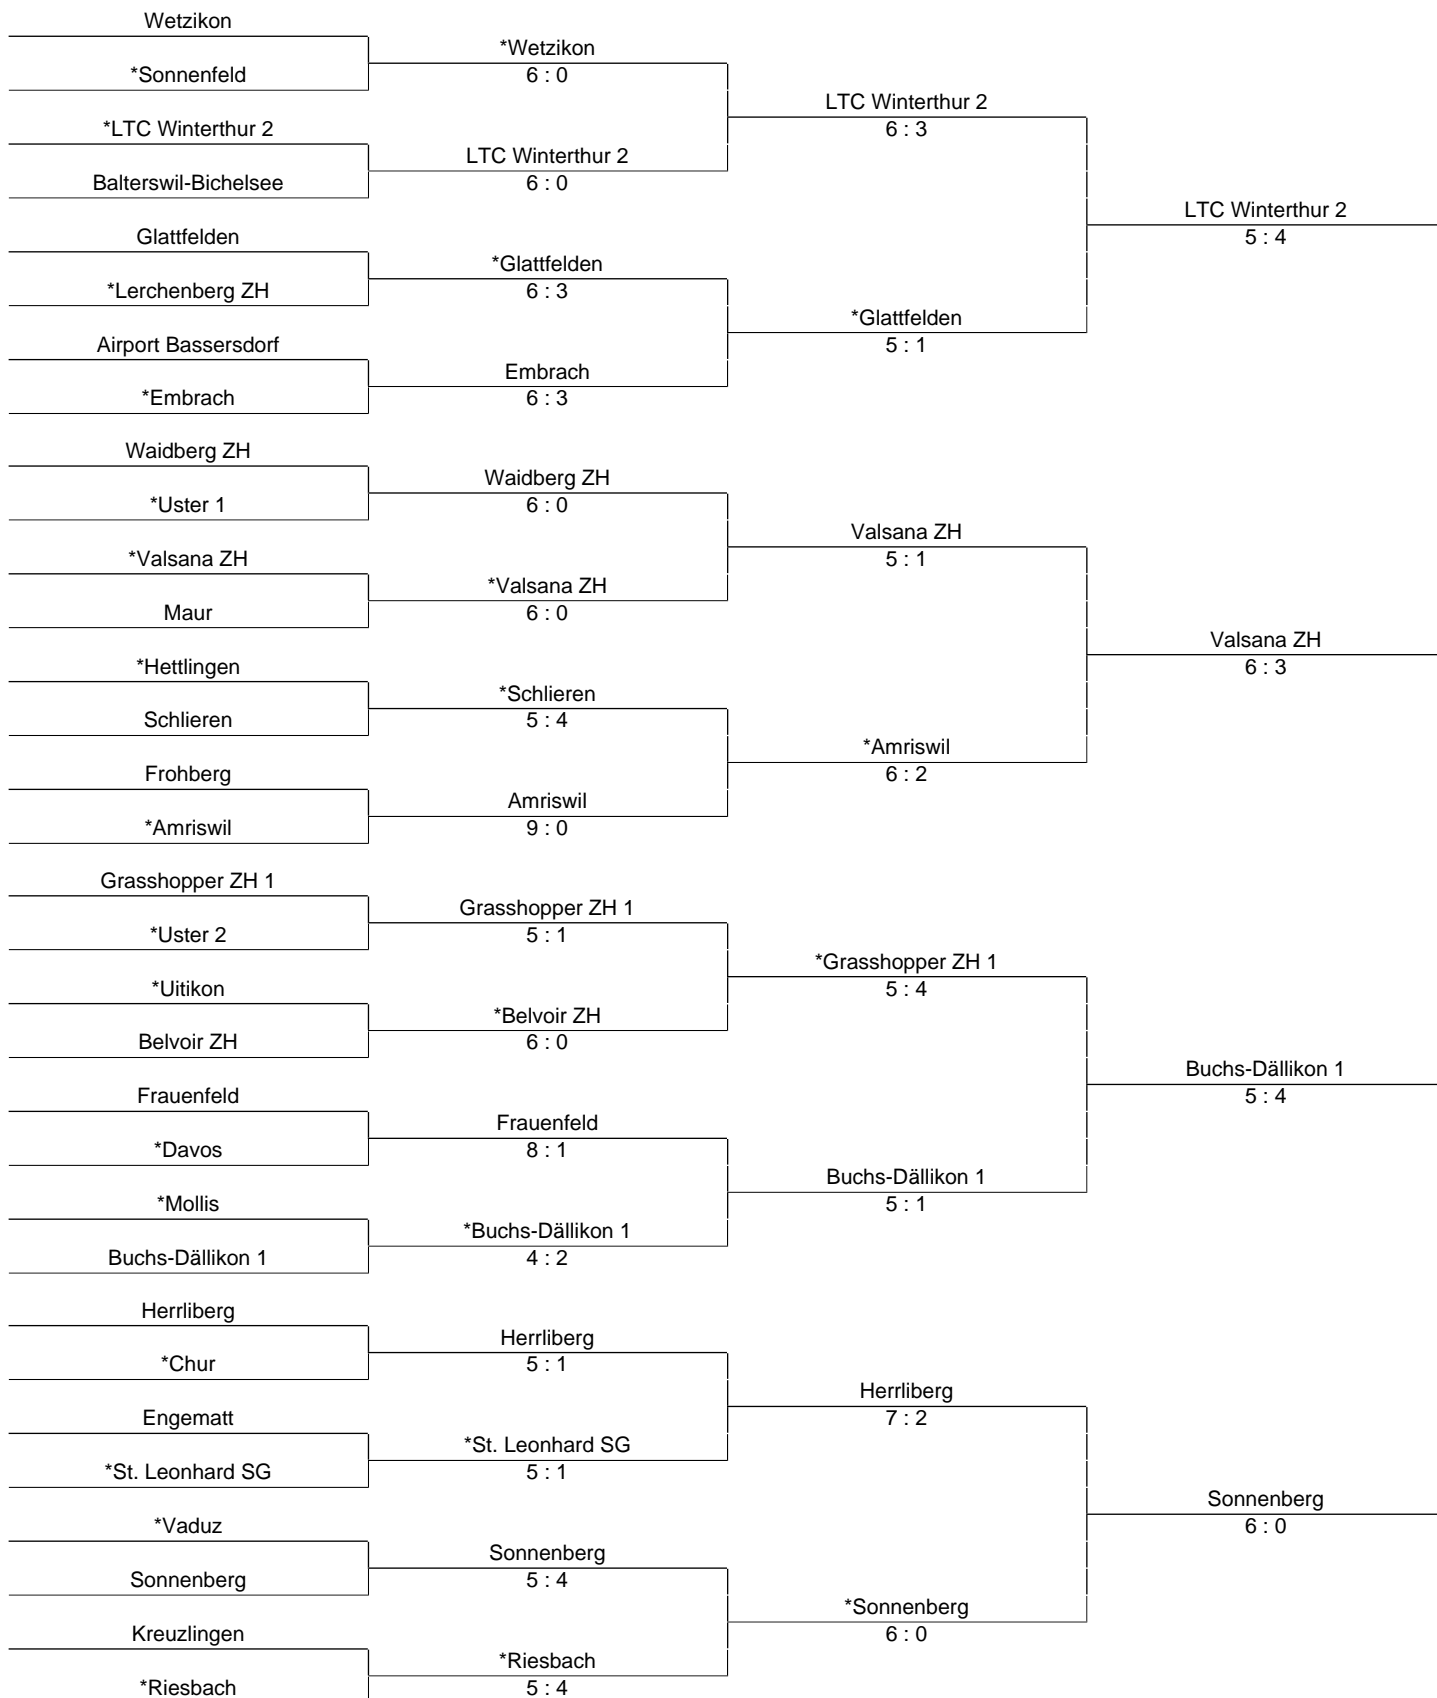 Wetzikon
*Sonnenfeld
*LTC Winterthur 2
Balterswil-Bichelsee
Glattfelden
*Lerchenberg ZH
Airport Bassersdorf
*Embrach
Waidberg ZH
*Uster 1
*Valsana ZH
Maur
*Hettlingen
Schlieren
Frohberg
*Amriswil
Grasshopper ZH 1
*Uster 2
*Uitikon
Belvoir ZH
Frauenfeld
*Davos
*Mollis
Buchs-Dällikon 1
Herrliberg
*Chur
Engematt
*St. Leonhard SG
*Vaduz
Sonnenberg
Kreuzlingen
*Riesbach
*Wetzikon
6 : 0
LTC Winterthur 2
6 : 0
*Glattfelden
6 : 3
Embrach
6 : 3
Waidberg ZH
6 : 0
*Valsana ZH
6 : 0
*Schlieren
5 : 4
Amriswil
9 : 0
Grasshopper ZH 1
5 : 1
*Belvoir ZH
6 : 0
Frauenfeld
8 : 1
*Buchs-Dällikon 1
4 : 2
Herrliberg
5 : 1
*St. Leonhard SG
5 : 1
Sonnenberg
5 : 4
*Riesbach
5 : 4
LTC Winterthur 2
6 : 3
*Glattfelden
5 : 1
Valsana ZH
5 : 1
*Amriswil
6 : 2
*Grasshopper ZH 1
5 : 4
Buchs-Dällikon 1
5 : 1
Herrliberg
7 : 2
*Sonnenberg
6 : 0
LTC Winterthur 2
5 : 4
Valsana ZH
6 : 3
Buchs-Dällikon 1
5 : 4
Sonnenberg
6 : 0